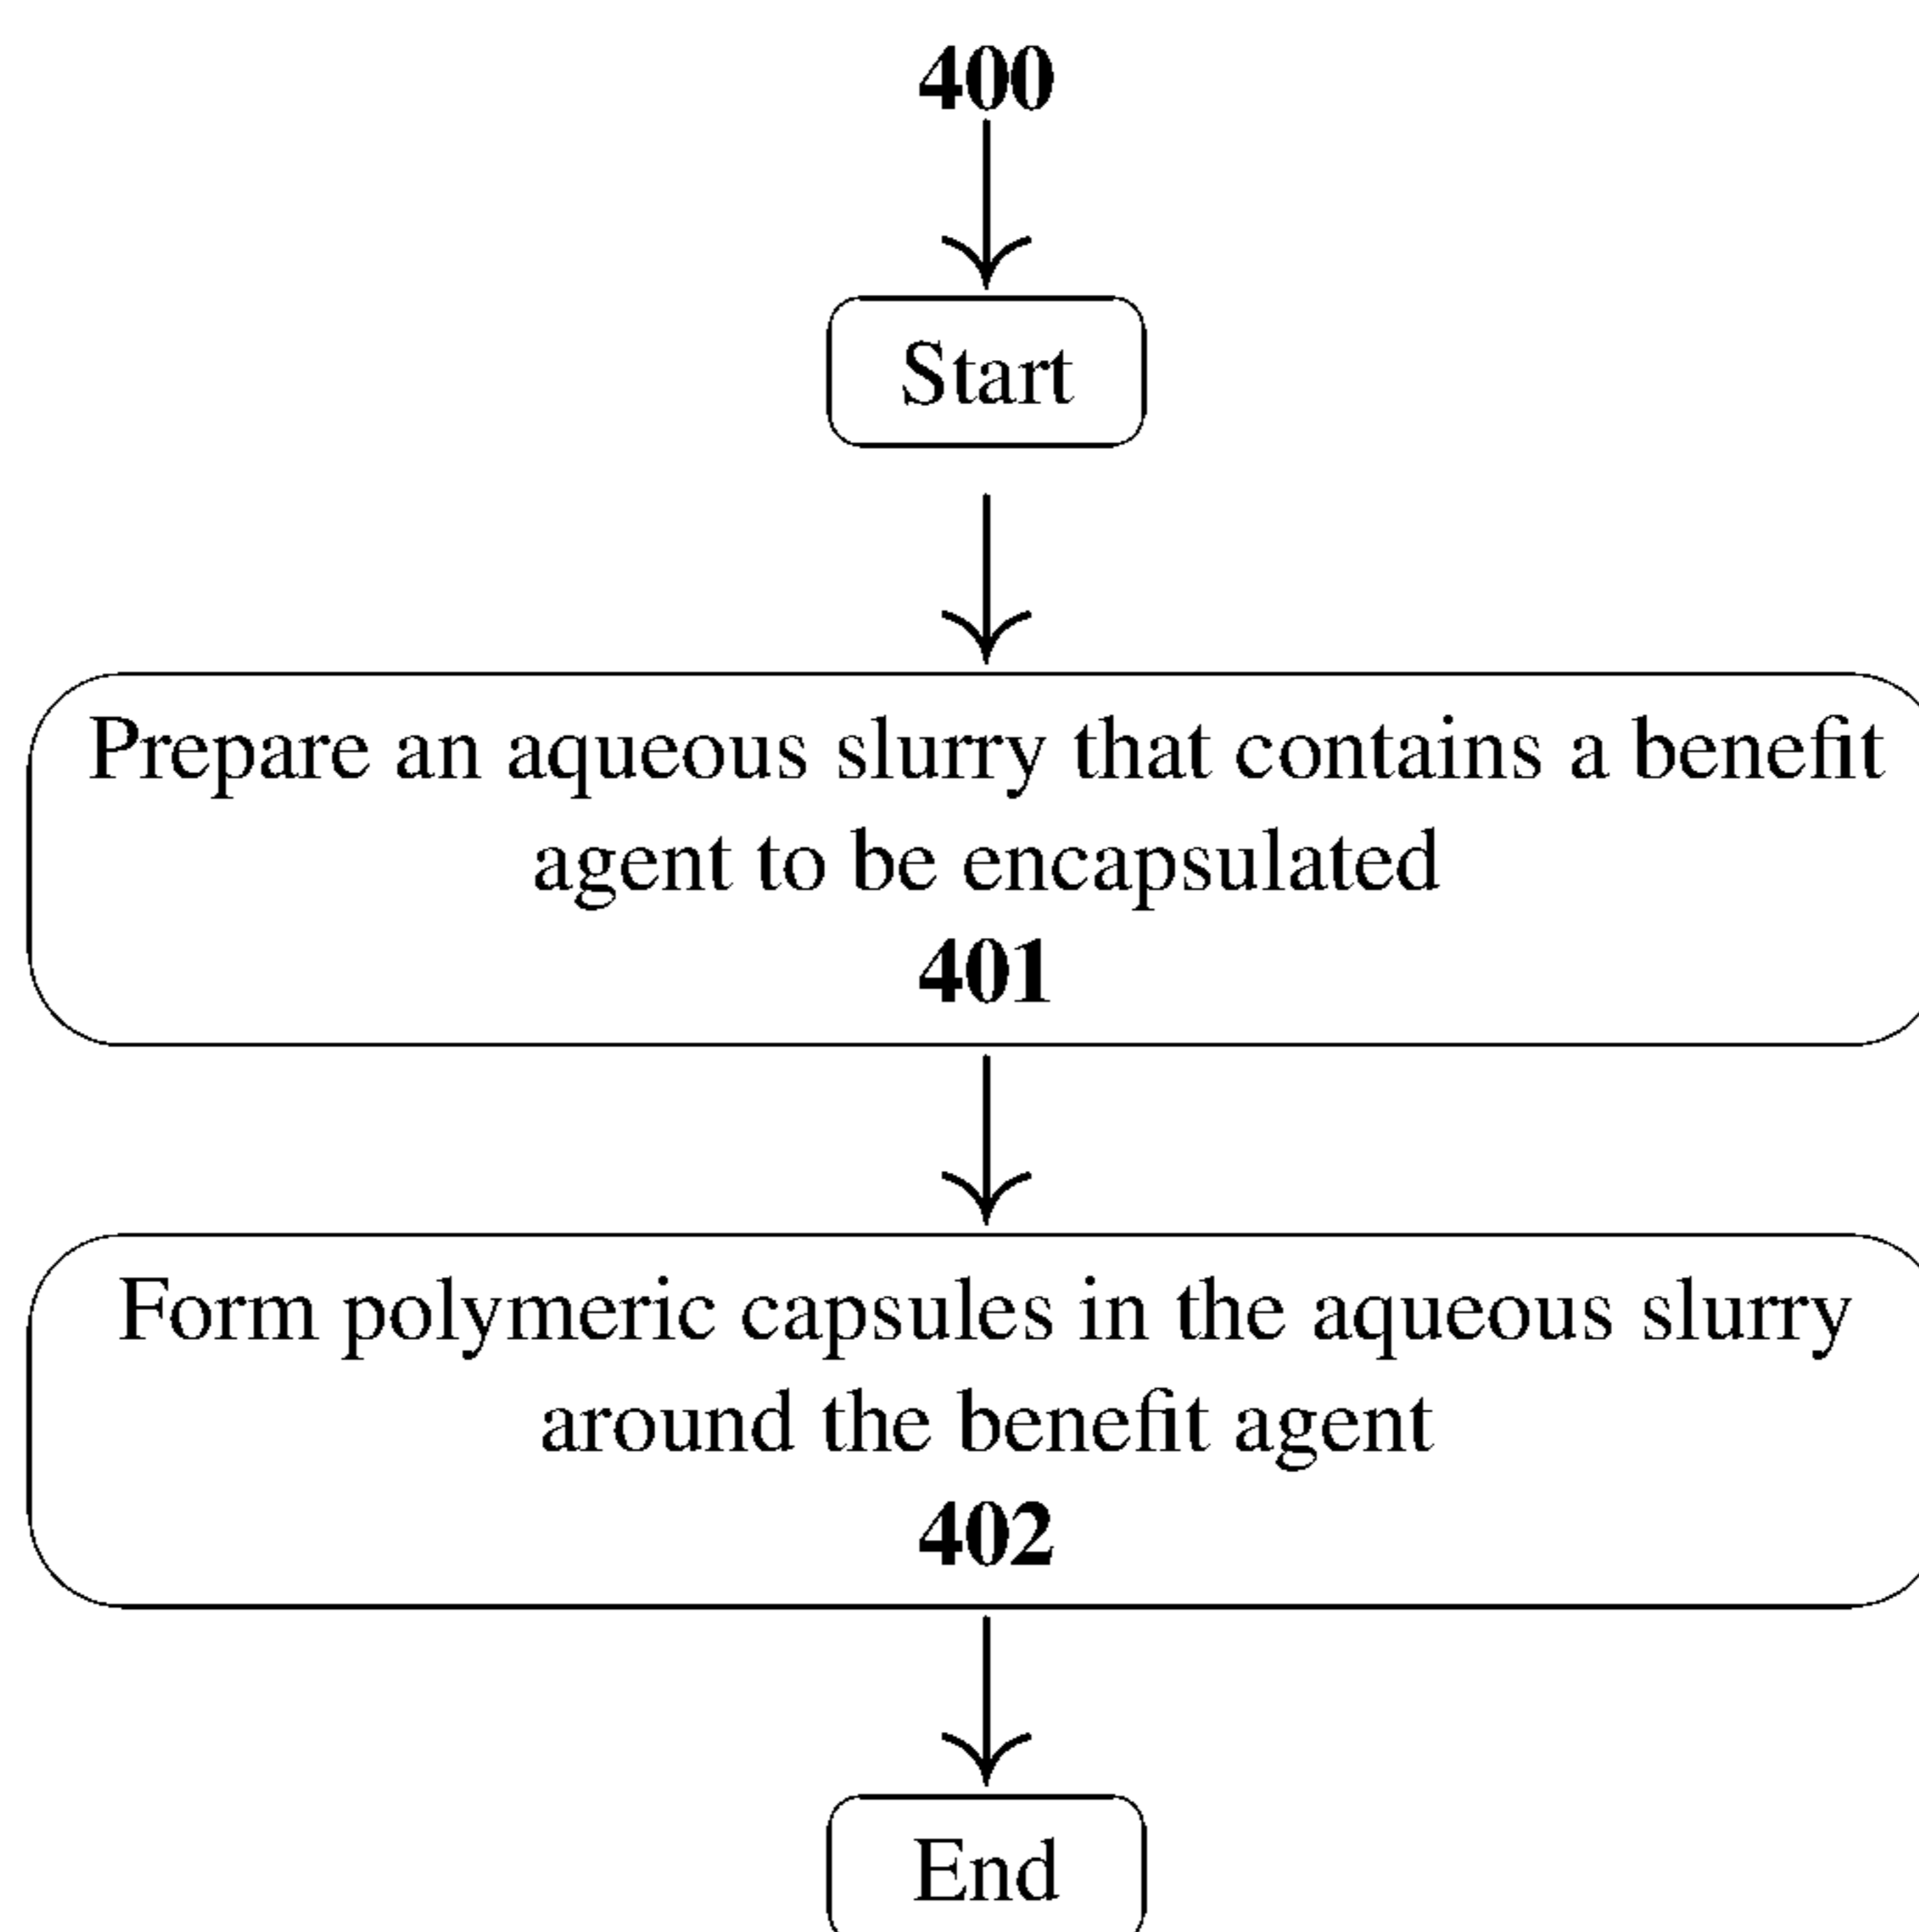 400
Start
Prepare an aqueous slurry that contains a benefit
agent to be encapsulated
401
Form polymeric capsules in the aqueous slurry
around the benefit agent
402
End